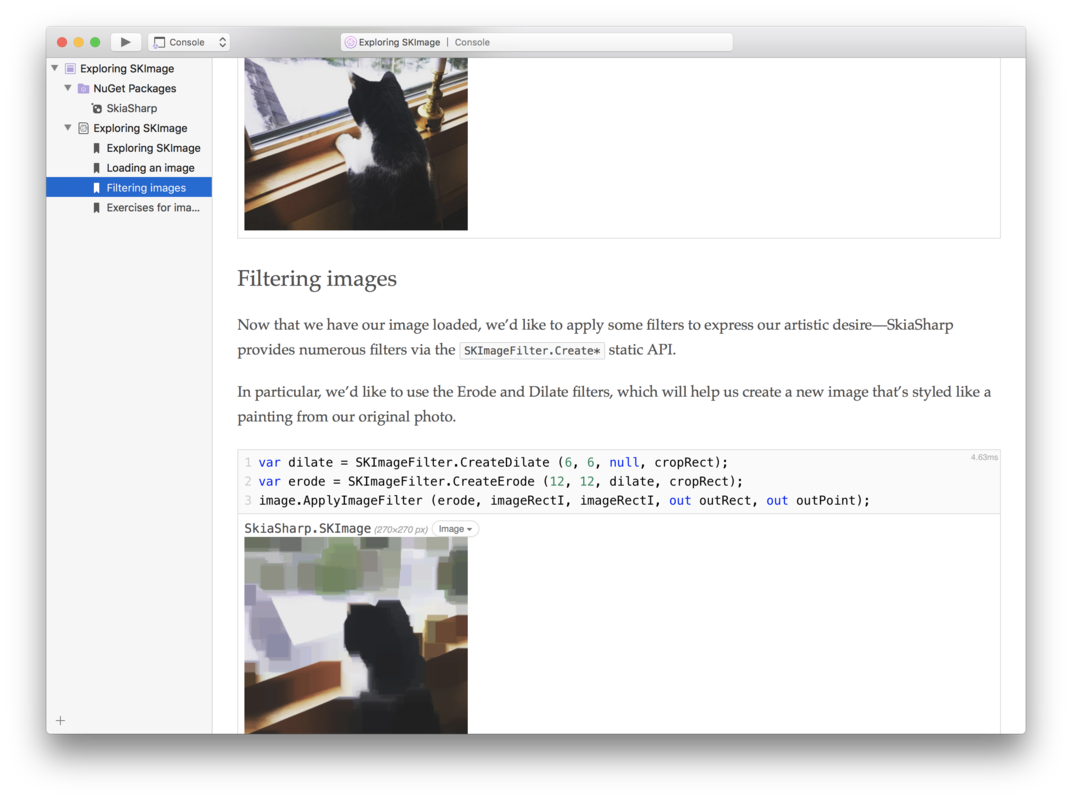 Console
Exploring SKImage | Console
Exploring SKImage
NuGet Packages
SkiaSharp
Exploring SKImage
Exploring SKImage
Loading an image
Filtering images
Exercises for ima...
Filtering images
Now that we have our image loaded, we’d like to apply some filters to express our artistic desire—SkiaSharp
provides numerous filters via the SKImageFilter.Create* static API.
In particular, we’d like to use the Erode and Dilate filters, which will help us create a new image that’s styled like a
painting from our original photo.
1 var dilate = SKImageFilter.CreateDilate (6, 6, null, cropRect);
4.63ms
2 var erode = SKImageFilter.CreateErode (12, 12, dilate, cropRect);
3 image.ApplyImageFilter (erode, imageRectI, imageRectI, out outRect, out outPoint);
SkiaSharp.SKImage (270×270 px) Image